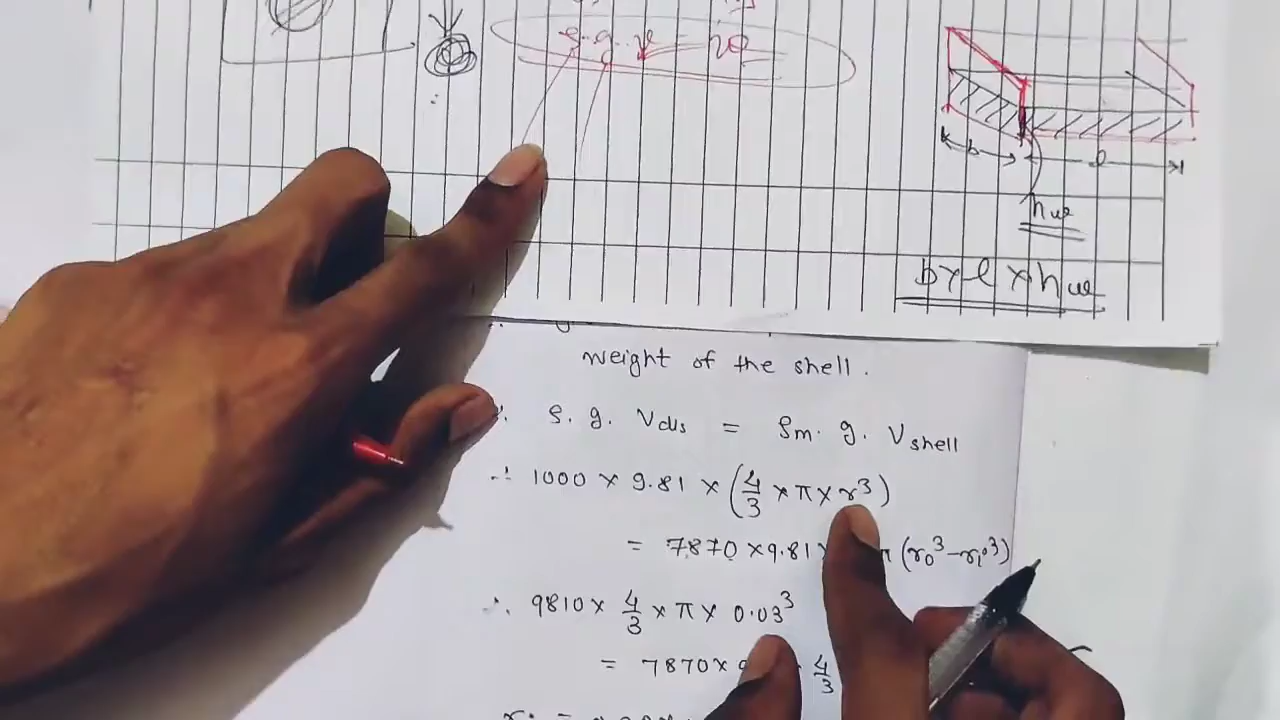 b
l
hw
b×l×hw
weight of the shell.
ρ. g. Vdis = ρm. g. Vshell
∴ 1000 × 9.81 × (4/3 × π × r³)
= 7870 × 9.81 (r₀³ − rᵢ³)
∴ 9810 × 4/3 × π × 0.03³
= 7870 × 4/3